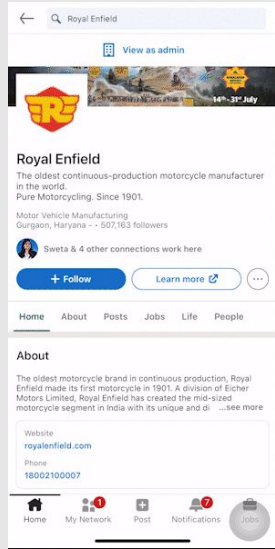 Royal Enfield
View as admin
14th - 31st July
Royal Enfield
The oldest continuous-production motorcycle manufacturer
in the world.
Pure Motorcycling. Since 1901.
Motor Vehicle Manufacturing
Gurgaon, Haryana - - 507,163 followers
Sweta & 4 other connections work here
+ Follow
Learn more
Home About Posts Jobs Life People
About
The oldest motorcycle brand in continuous production, Royal
Enfield made its first motorcycle in 1901. A division of Eicher
Motors Limited, Royal Enfield has created the mid-sized
motorcycle segment in India with its unique and di ...see more
Website
royalenfield.com
Phone
18002100007
1
7
Home My Network Post Notifications Jobs